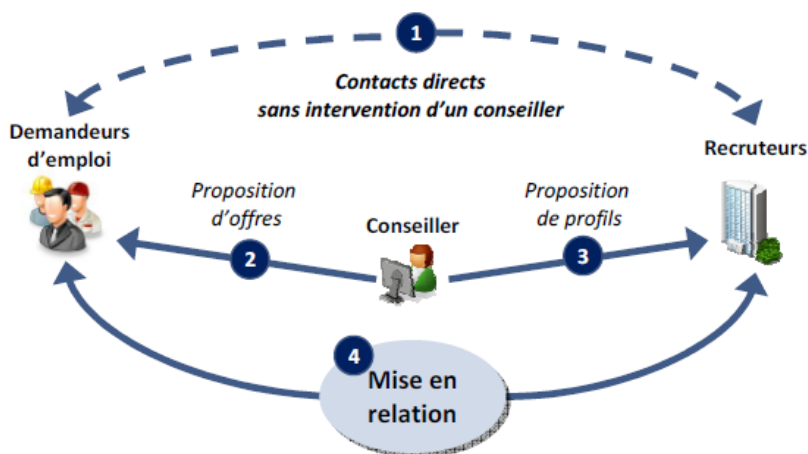 1
Contacts directs
sans intervention d'un conseiller
Demandeurs
d'emploi
Recruteurs
Proposition
d'offres
Conseiller
Proposition
de profils
2
3
4
Mise en
relation